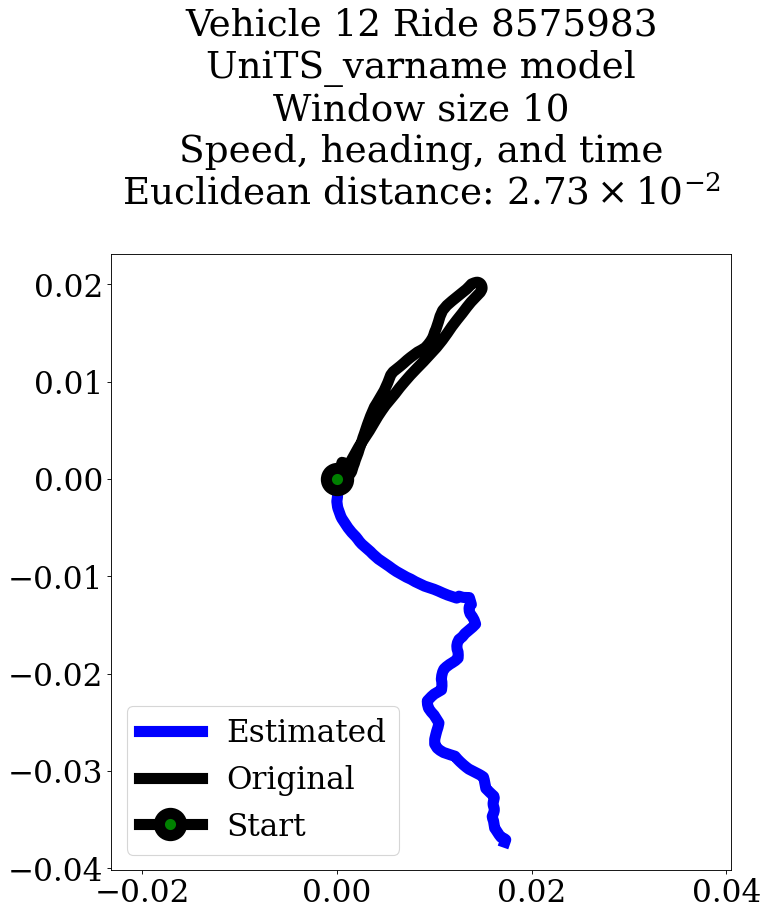 Vehicle 12 Ride 8575983
UniTS_varname model
Window size 10
Speed, heading, and time
Euclidean distance: 2.73 × 10⁻²
0.02
0.01
0.00
−0.01
−0.02
−0.03
−0.04
Estimated
Original
Start
−0.02 0.00 0.02 0.04